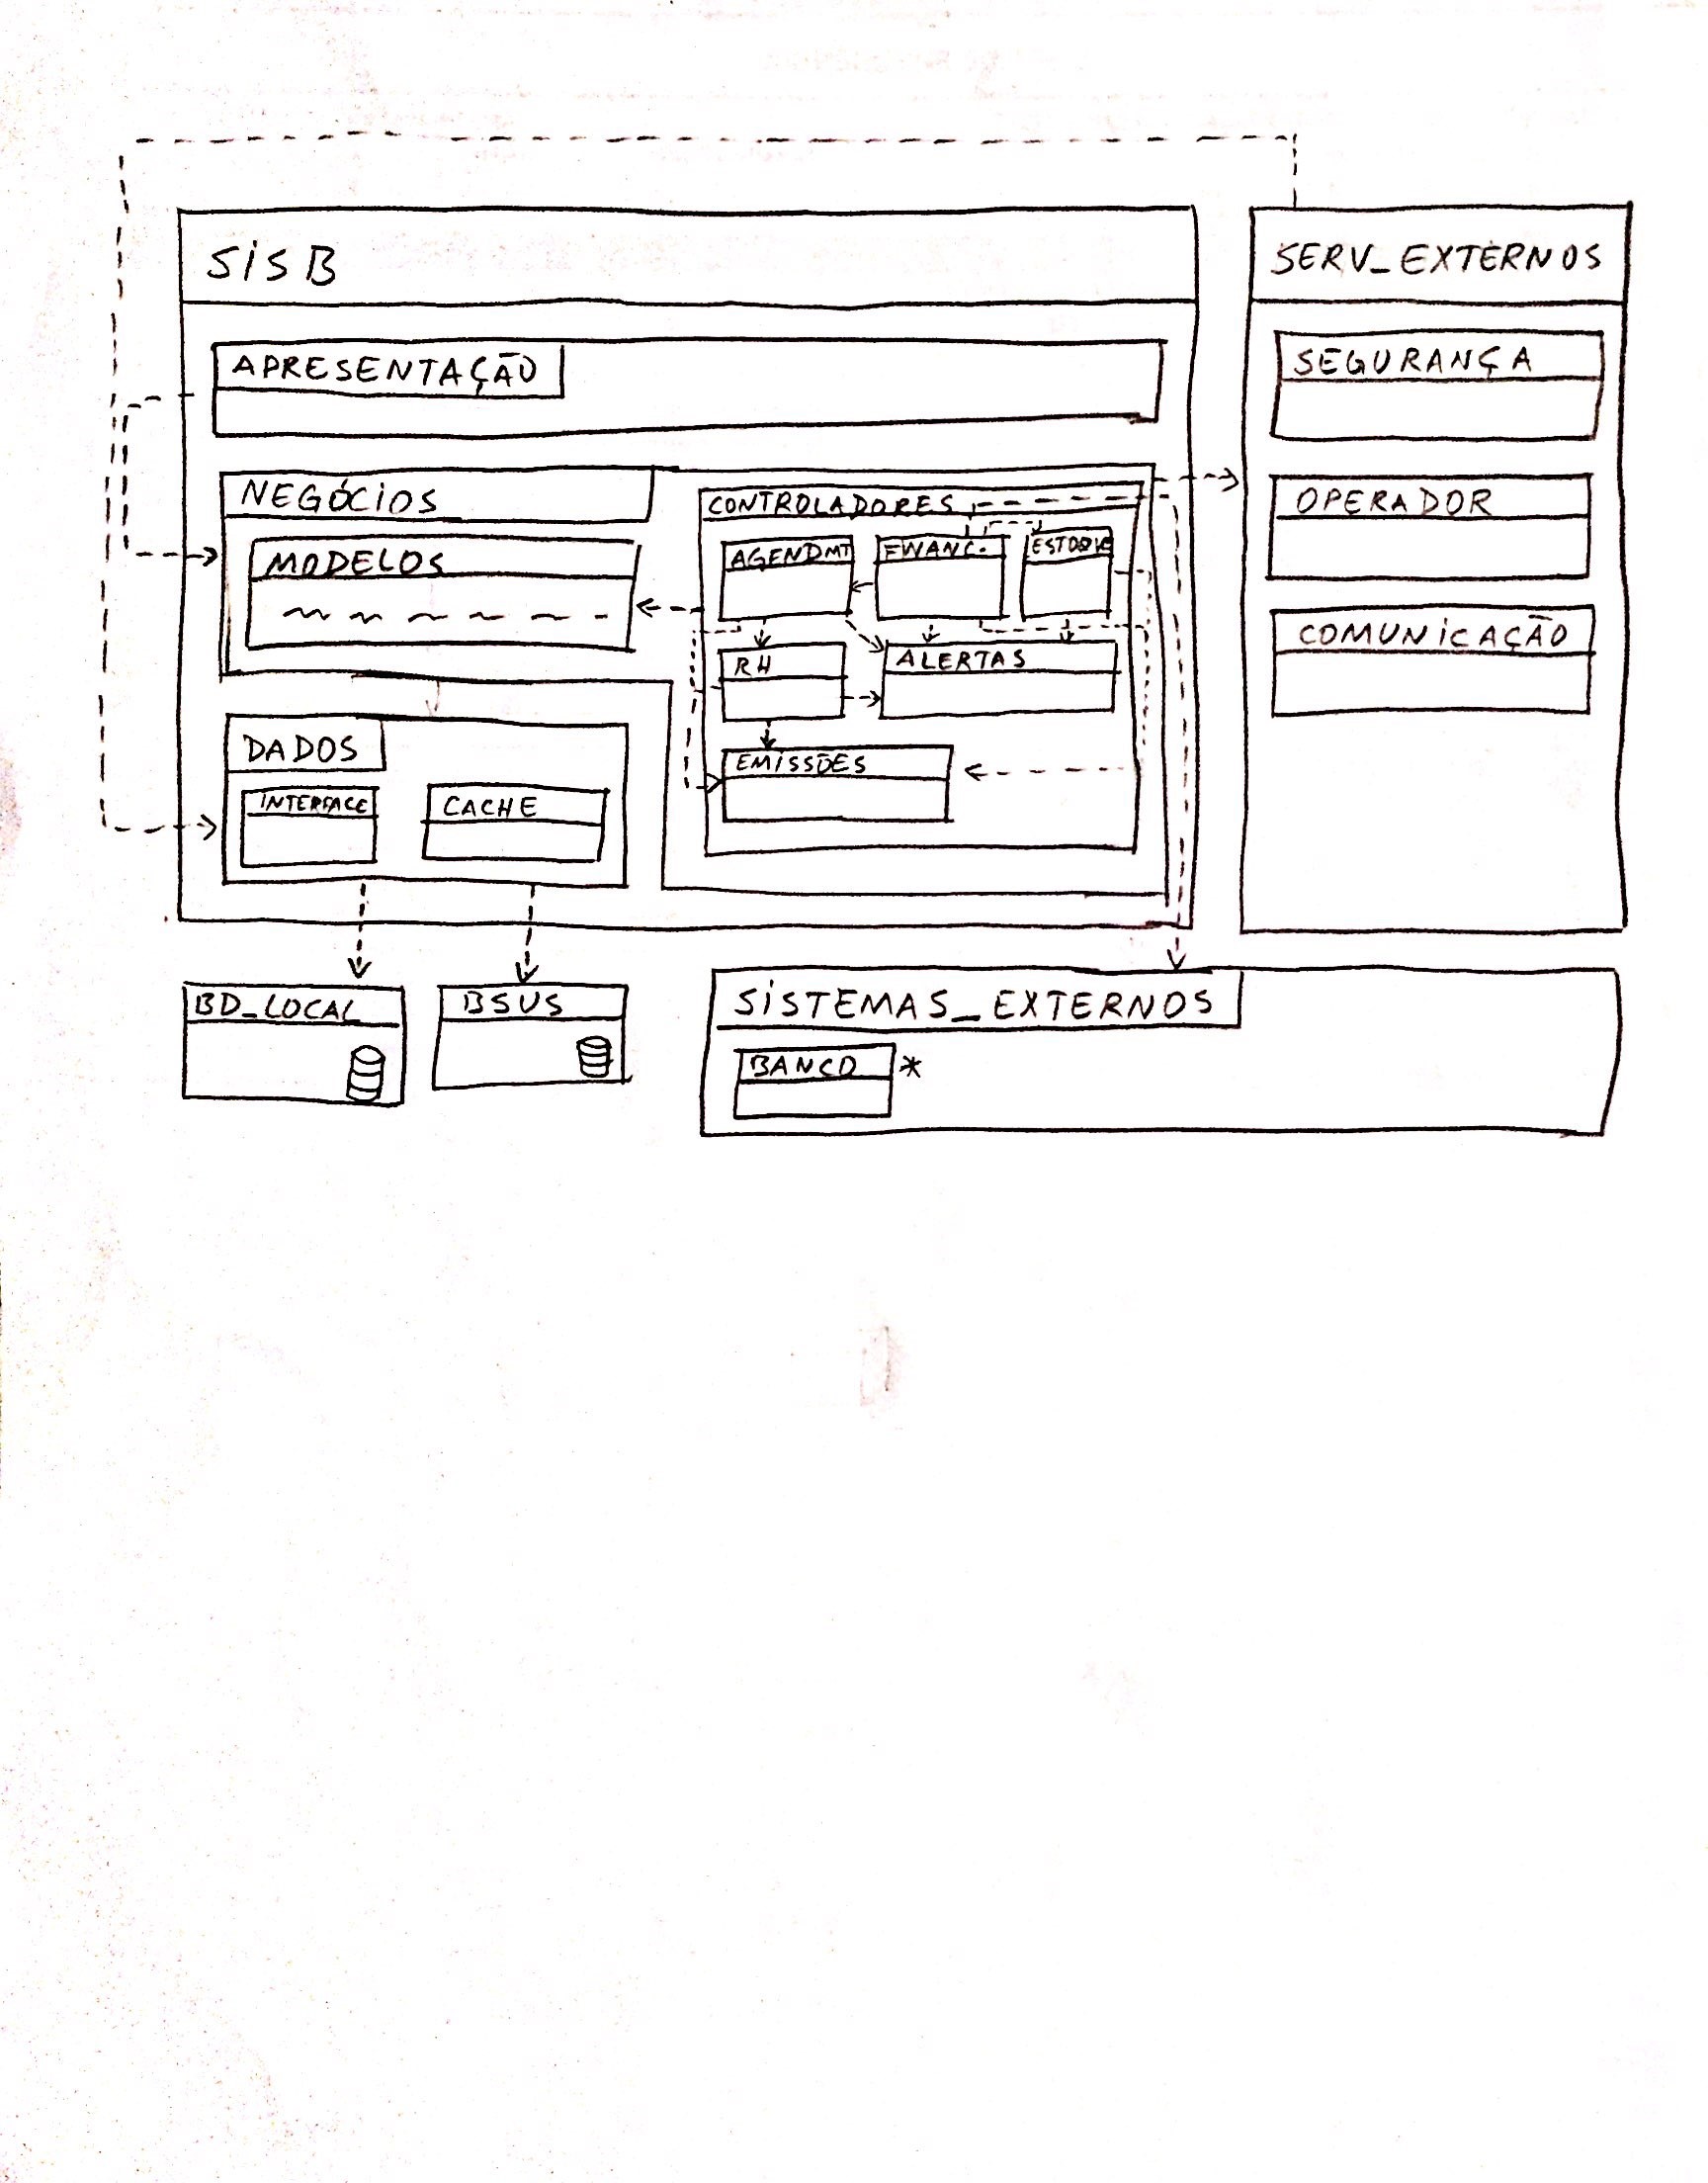 SiSB
SERV_EXTERNOS
APRESENTAÇÃO
SEGURANÇA
NEGÓCIOS
CONTROLADORES
OPERADOR
AGENDMT
FINANC.
ESTOQUE
MODELOS
COMUNiCAÇÃO
RH
ALERTAS
DADOS
EMiSSÕES
INTERFACE
CACHE
BD_LOCAL
BSUS
SiSTEMAS_EXTERNOS
BANCO *